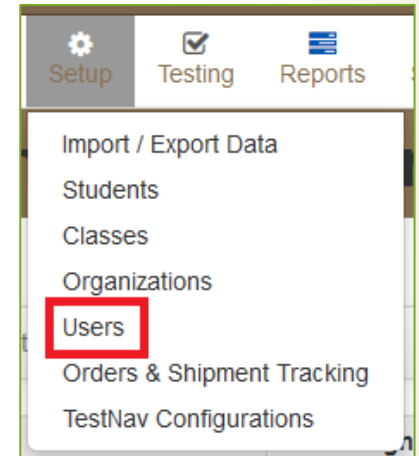 Setup Testing Reports
Import / Export Data
Students
Classes
Organizations
Users
Orders & Shipment Tracking
TestNav Configurations